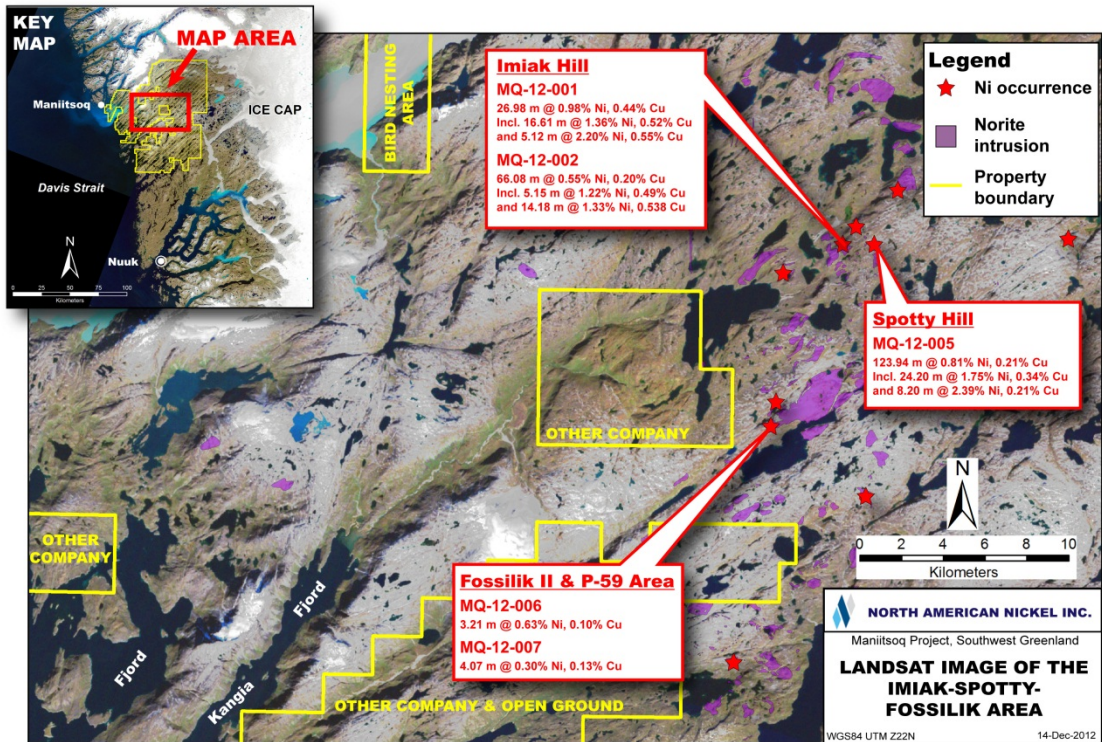 KEY
MAP
MAP AREA
Maniitsoq
ICE CAP
Davis Strait
N
Nuuk
0 25 50 100
Kilometers
BIRD NESTING
AREA
Imiak Hill
MQ-12-001
26.98 m @ 0.98% Ni, 0.44% Cu
Incl. 16.61 m @ 1.36% Ni, 0.52% Cu
and 5.12 m @ 2.20% Ni, 0.55% Cu
MQ-12-002
66.08 m @ 0.55% Ni, 0.20% Cu
Incl. 5.15 m @ 1.22% Ni, 0.49% Cu
and 14.18 m @ 1.33% Ni, 0.538 Cu
Legend
Ni occurrence
Norite
intrusion
Property
boundary
Spotty Hill
MQ-12-005
123.94 m @ 0.81% Ni, 0.21% Cu
Incl. 24.20 m @ 1.75% Ni, 0.34% Cu
and 8.20 m @ 2.39% Ni, 0.21% Cu
OTHER COMPANY
OTHER
COMPANY
N
0 2 4 6 8 10
Kilometers
Fossilik II & P-59 Area
MQ-12-006
3.21 m @ 0.63% Ni, 0.10% Cu
MQ-12-007
4.07 m @ 0.30% Ni, 0.13% Cu
Fjord
Kangia Fjord
OTHER COMPANY & OPEN GROUND
NORTH AMERICAN NICKEL INC.
Maniitsoq Project, Southwest Greenland
LANDSAT IMAGE OF THE
IMIAK-SPOTTY-
FOSSILIK AREA
WGS84 UTM Z22N 14-Dec-2012